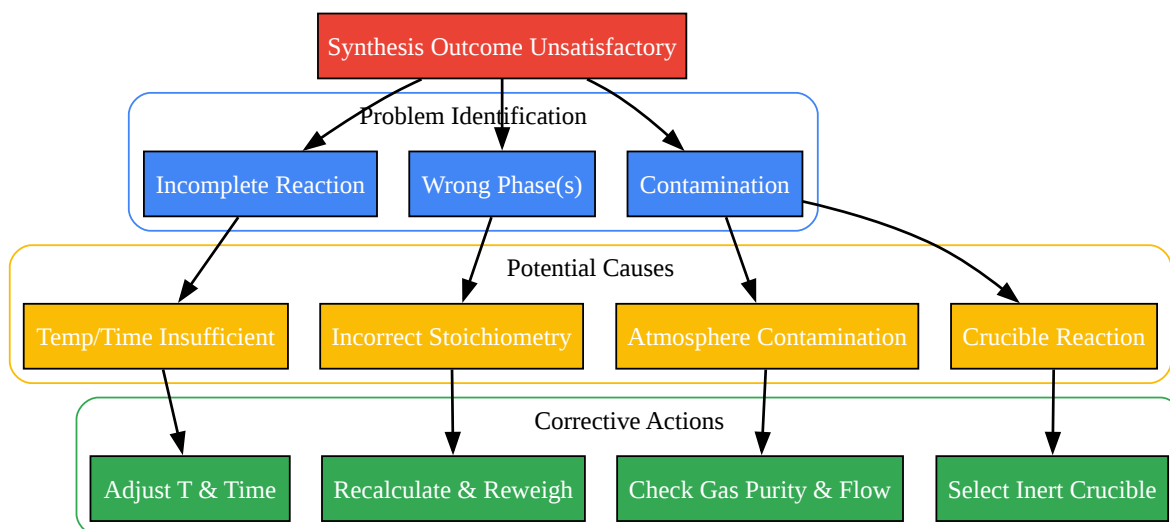 Synthesis Outcome Unsatisfactory
Problem Identification
Incomplete Reaction
Wrong Phase(s)
Contamination
Potential Causes
Temp/Time Insufficient
Incorrect Stoichiometry
Atmosphere Contamination
Crucible Reaction
Corrective Actions
Adjust T & Time
Recalculate & Reweigh
Check Gas Purity & Flow
Select Inert Crucible